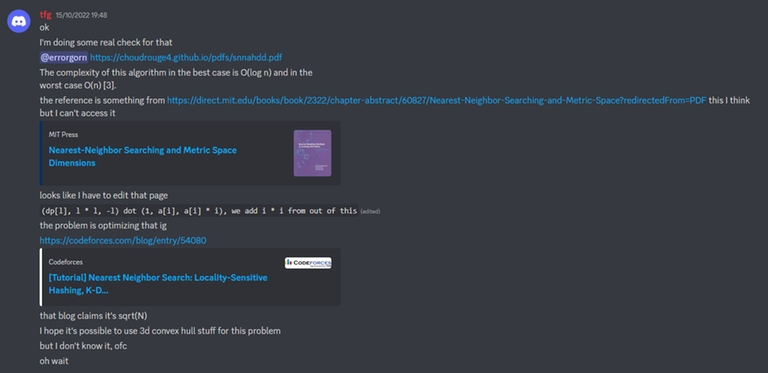 tfg 15/10/2022 19:48
ok
I'm doing some real check for that
@errorgorn https://choudrouge4.github.io/pdfs/snnahdd.pdf
The complexity of this algorithm in the best case is O(log n) and in the
worst case O(n) [3].
the reference is something from https://direct.mit.edu/books/book/2322/chapter-abstract/60827/Nearest-Neighbor-Searching-and-Metric-Space?redirectedFrom=PDF this I think
but I can't access it
MIT Press
Nearest-Neighbor Searching and Metric Space
Dimensions
looks like I have to edit that page
(dp[l], l * l, -l) dot (1, a[i], a[i] * i), we add i * i from out of this (edited)
the problem is optimizing that ig
https://codeforces.com/blog/entry/54080
Codeforces
CODEFORCES
[Tutorial] Nearest Neighbor Search: Locality-Sensitive
Hashing, K-D...
that blog claims it's sqrt(N)
I hope it's possible to use 3d convex hull stuff for this problem
but I don't know it, ofc
oh wait